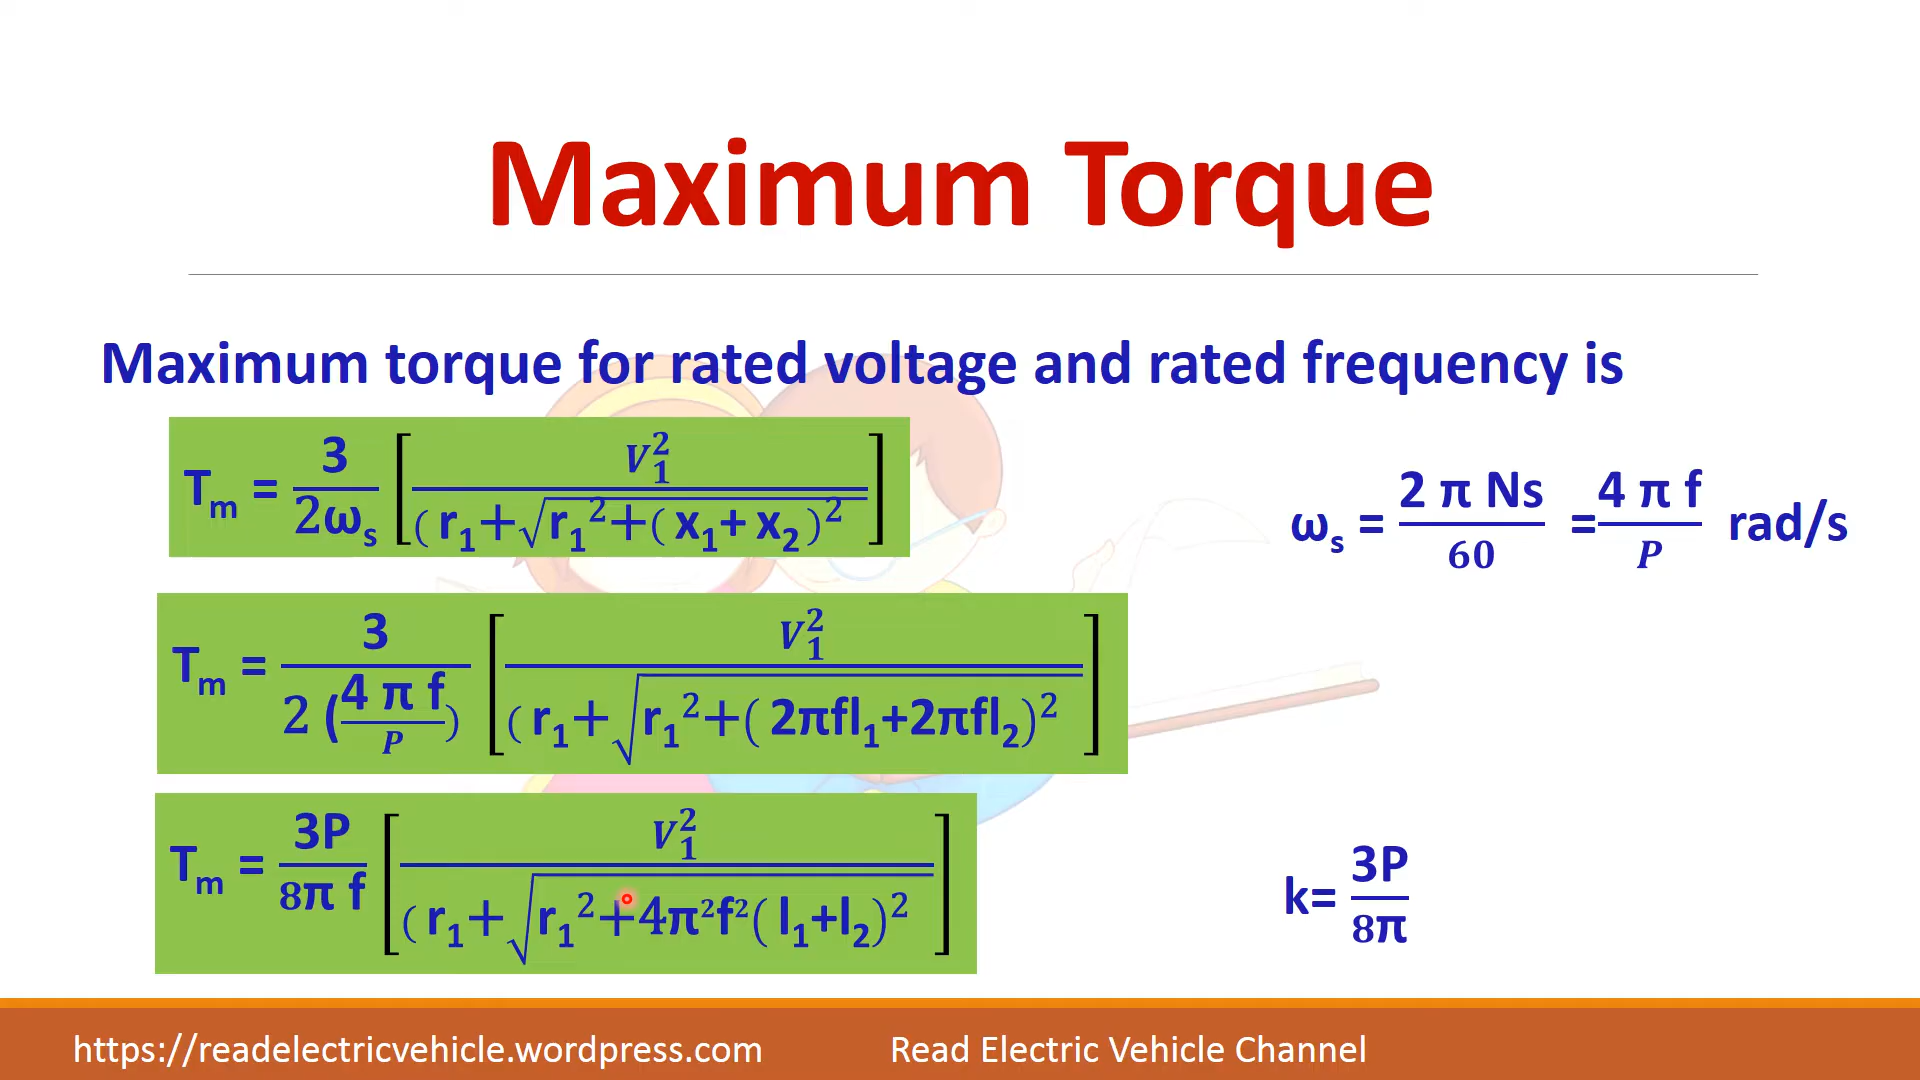 Maximum Torque
Maximum torque for rated voltage and rated frequency is
Tₘ = 3/(2ωₛ) [V₁²/(r₁+√(r₁²+(x₁+x₂)²]
ωₛ = (2 π Ns)/60 = (4 π f)/P rad/s
Tₘ = 3/(2(4 π f/P)) [V₁²/(r₁+√(r₁²+(2πfl₁+2πfl₂)²]
Tₘ = 3P/(8π f) [V₁²/(r₁+√(r₁²+4π²f²(l₁+l₂)²]
k= 3P/8π
https://readelectricvehicle.wordpress.com
Read Electric Vehicle Channel